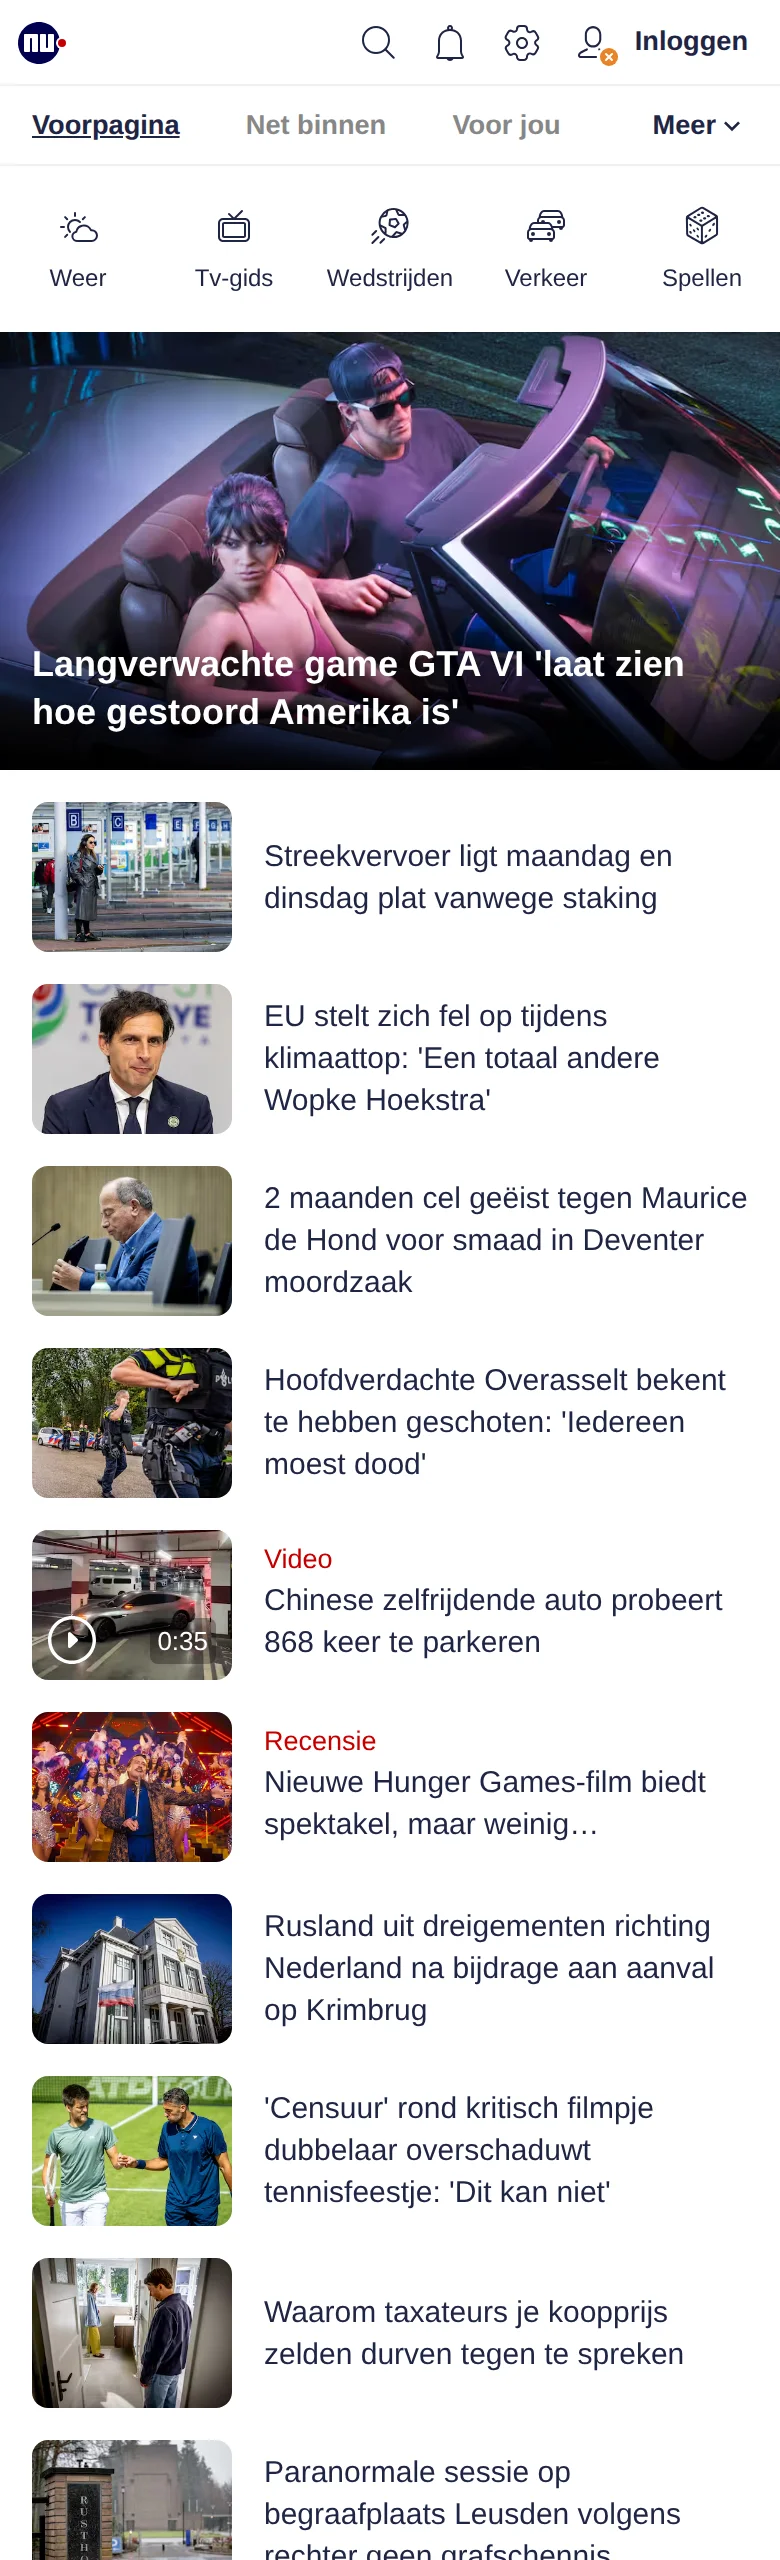 nu
Inloggen
Voorpagina
Net binnen
Voor jou
Meer
Weer
Tv-gids
Wedstrijden
Verkeer
Spellen
Langverwachte game GTA VI 'laat zien
hoe gestoord Amerika is'
B
C
E
F
G
Streekvervoer ligt maandag en
dinsdag plat vanwege staking
EU stelt zich fel op tijdens
klimaattop: 'Een totaal andere
Wopke Hoekstra'
2 maanden cel geëist tegen Maurice
de Hond voor smaad in Deventer
moordzaak
Hoofdverdachte Overasselt bekent
te hebben geschoten: 'Iedereen
moest dood'
0:35
Video
Chinese zelfrijdende auto probeert
868 keer te parkeren
Recensie
Nieuwe Hunger Games-film biedt
spektakel, maar weinig…
Rusland uit dreigementen richting
Nederland na bijdrage aan aanval
op Krimbrug
ATP TOUR
'Censuur' rond kritisch filmpje
dubbelaar overschaduwt
tennisfeestje: 'Dit kan niet'
Waarom taxateurs je koopprijs
zelden durven tegen te spreken
RUSTHO
Paranormale sessie op
begraafplaats Leusden volgens
rechter geen grafschennis